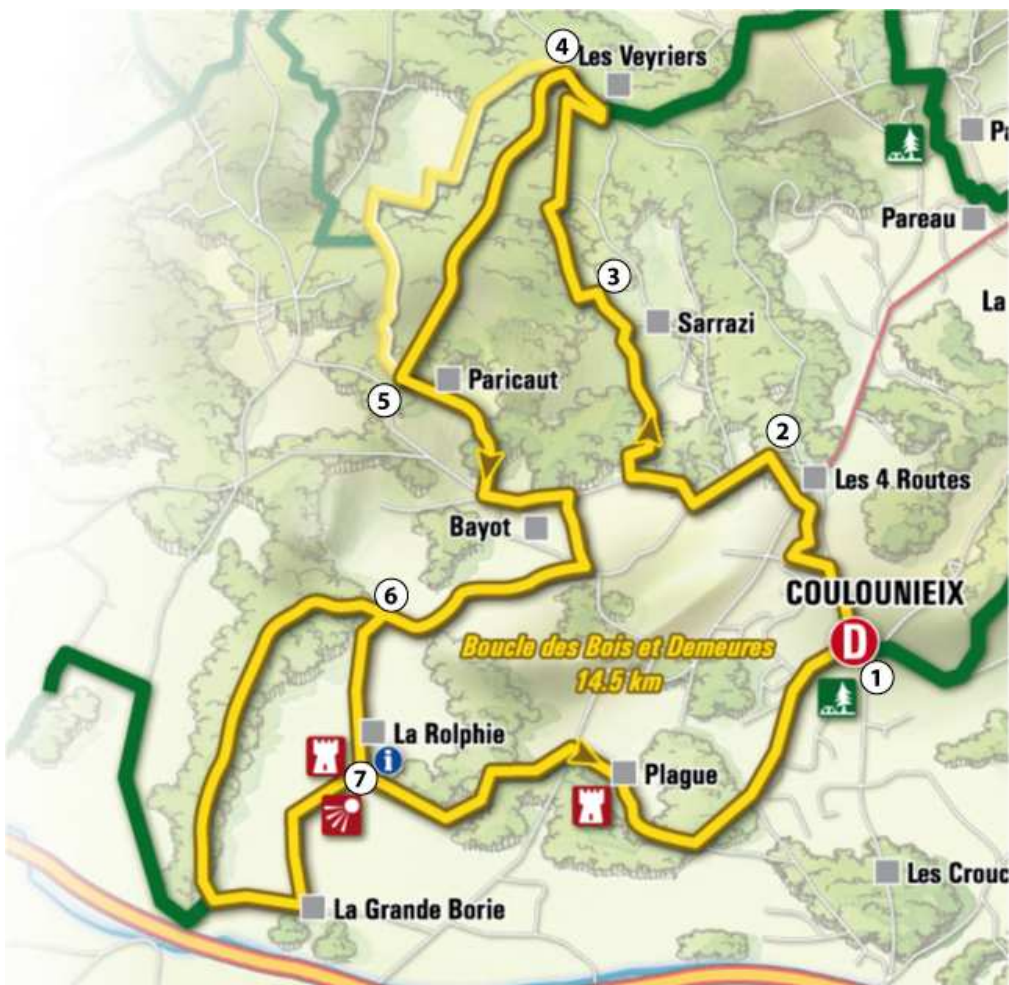 4
Les Veyriers
Pa
Pareau
3
La
Sarrazi
Paricaut
5
2
Les 4 Routes
Bayot
COULOUNIEIX
6
Boucle des Bois et Demeures
14.5 km
D
1
La Rolphie
i
7
Plague
Les Crouc
La Grande Borie